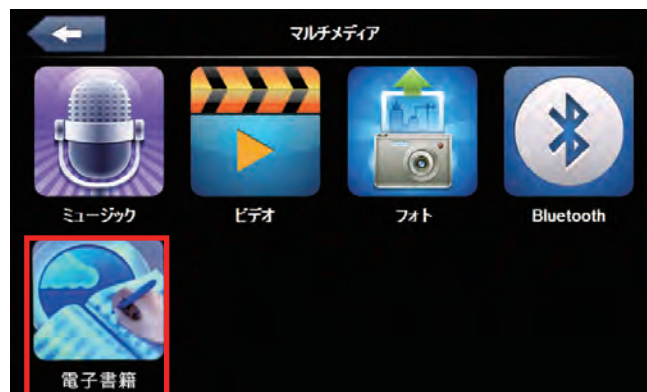 マルチメディア
ミュージック
ビデオ
フォト
Bluetooth
電子書籍